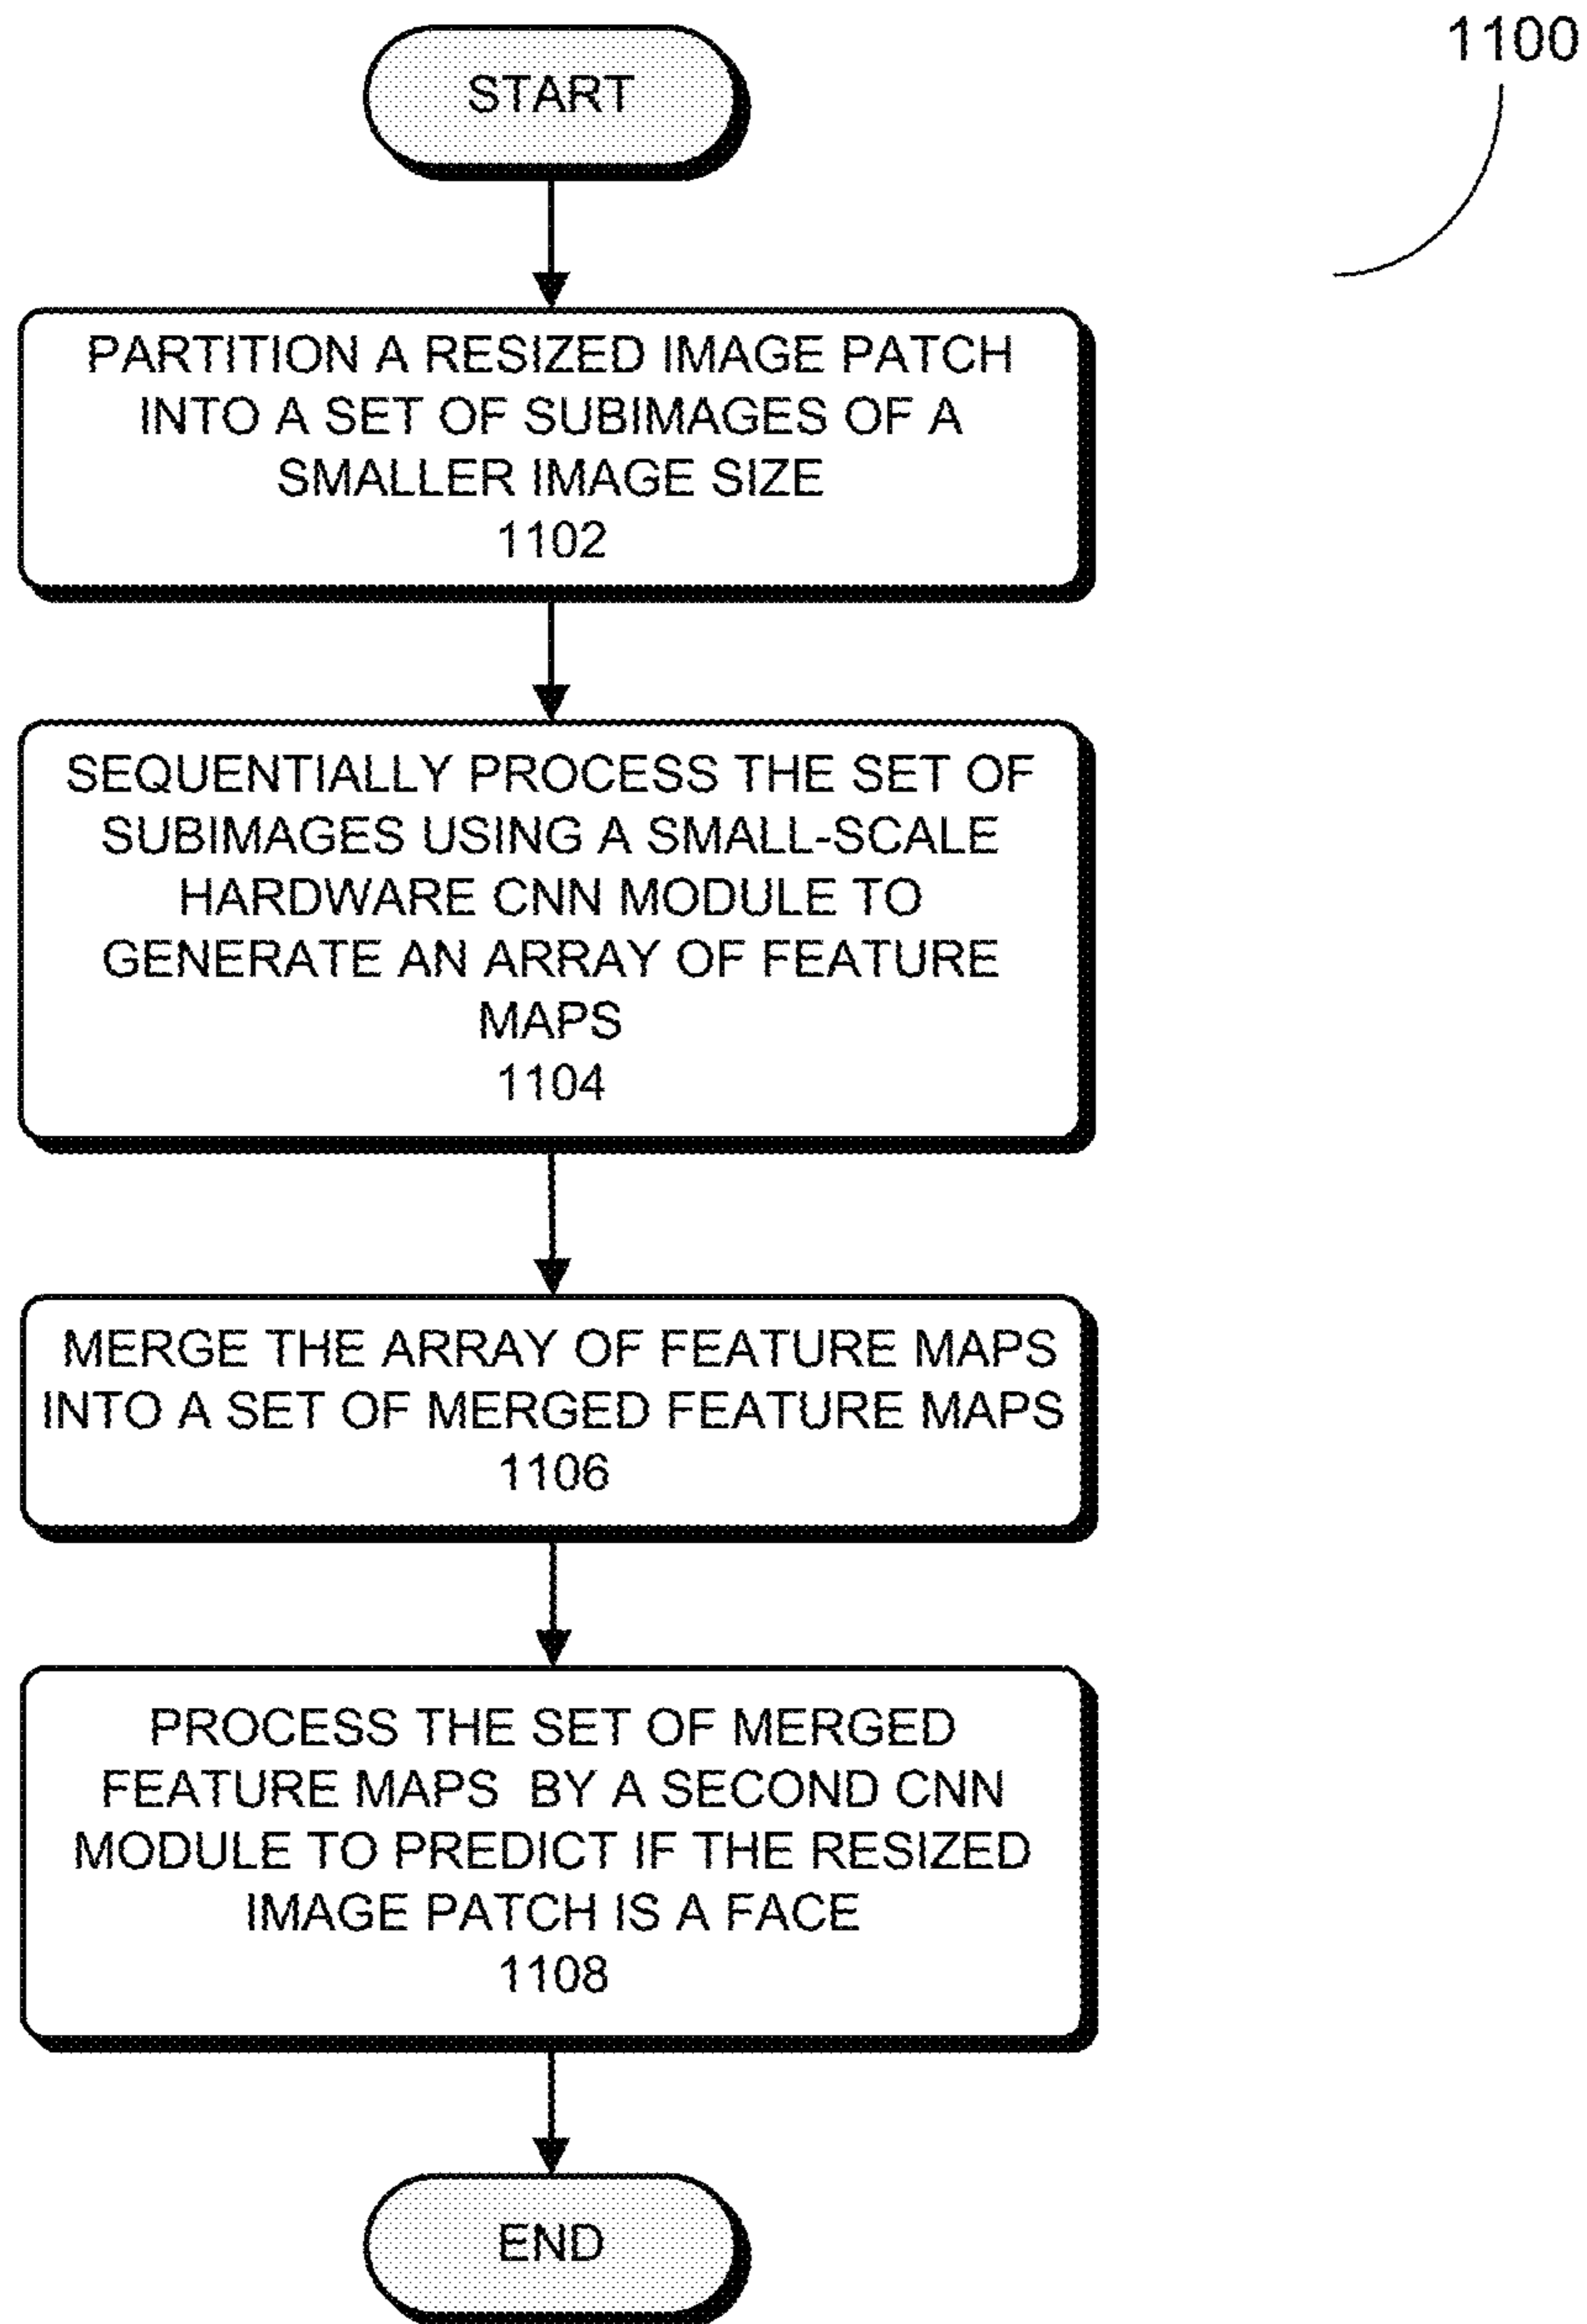 1100
START
PARTITION A RESIZED IMAGE PATCH
INTO A SET OF SUBIMAGES OF A
SMALLER IMAGE SIZE
1102
SEQUENTIALLY PROCESS THE SET OF
SUBIMAGES USING A SMALL-SCALE
HARDWARE CNN MODULE TO
GENERATE AN ARRAY OF FEATURE
MAPS
1104
MERGE THE ARRAY OF FEATURE MAPS
INTO A SET OF MERGED FEATURE MAPS
1106
PROCESS THE SET OF MERGED
FEATURE MAPS BY A SECOND CNN
MODULE TO PREDICT IF THE RESIZED
IMAGE PATCH IS A FACE
1108
END